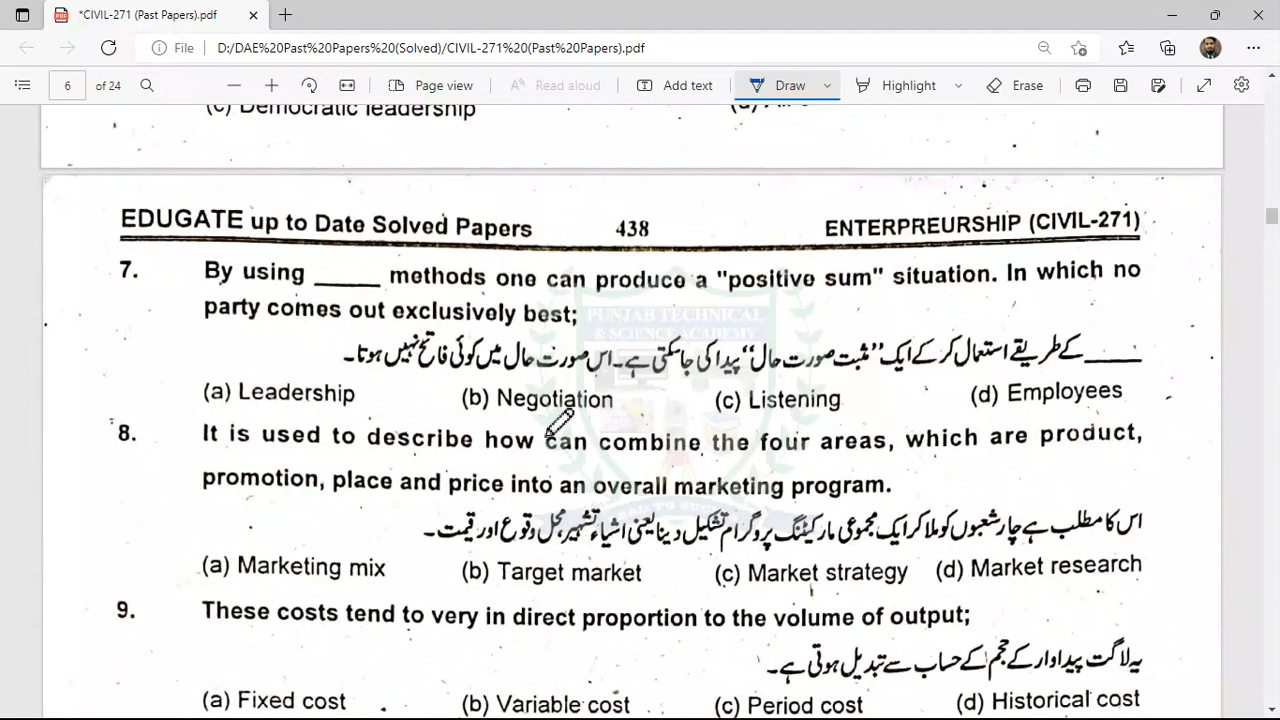 *CIVIL-271 (Past Papers).pdf
File D:/DAE%20Past%20Papers%20(Solved)/CIVIL-271%20(Past%20Papers).pdf
6 of 24 Page view Read aloud Add text Draw Highlight Erase
(c) Democratic leadership
EDUGATE up to Date Solved Papers 438 ENTERPREURSHIP (CIVIL-271)
7. By using _____ methods one can produce a "positive sum" situation. In which no
party comes out exclusively best;
PUNJAB TECHNICAL
& SCIENCE ACADEMY
_____ کے طریقے استعمال کر کے ایک ”مثبت صورت حال“ پیدا کی جا سکتی ہے۔ اس صورت حال میں کوئی فاتح نہیں ہوتا۔
(a) Leadership (b) Negotiation (c) Listening (d) Employees
8. It is used to describe how can combine the four areas, which are product,
promotion, place and price into an overall marketing program.
اس کا مطلب ہے چار شعبوں کو ملا کر ایک مجموعی مارکیٹنگ پروگرام تشکیل دینا یعنی اشیاء تشہیر، محل وقوع اور قیمت۔
(a) Marketing mix (b) Target market (c) Market strategy (d) Market research
9. These costs tend to very in direct proportion to the volume of output;
یہ لاگت پیداوار کے حجم کے حساب سے تبدیل ہوتی ہے۔
(a) Fixed cost (b) Variable cost (c) Period cost (d) Historical cost